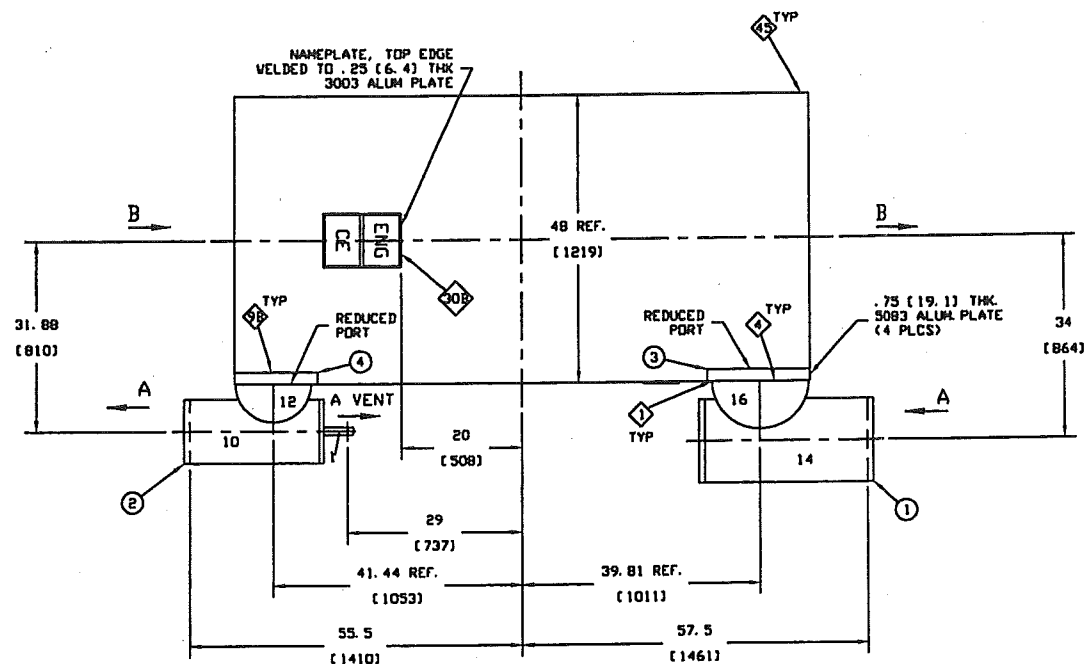 45 TYP
NAMEPLATE, TOP EDGE
WELDED TO .25 [6.4] THK
3003 ALUM PLATE
B
B
48 REF.
[1219]
ENG
CE
30B
9B TYP
REDUCED
PORT
4
REDUCED
PORT
4 TYP
.75 [19.1] THK.
5083 ALUM. PLATE
(4 PLCS)
3
31.88
[810]
34
[864]
A
12
A VENT
16
A
1
TYP
10
1
20
[508]
14
2
1
29
[737]
41.44 REF.
[1053]
39.81 REF.
[1011]
55.5
[1410]
57.5
[1461]